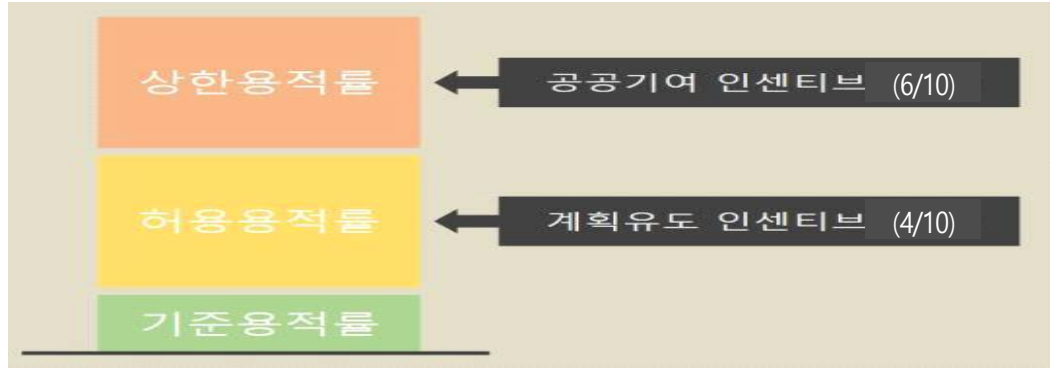 상한용적률
공공기여 인센티브 (6/10)
허용용적률
계획유도 인센티브 (4/10)
기준용적률